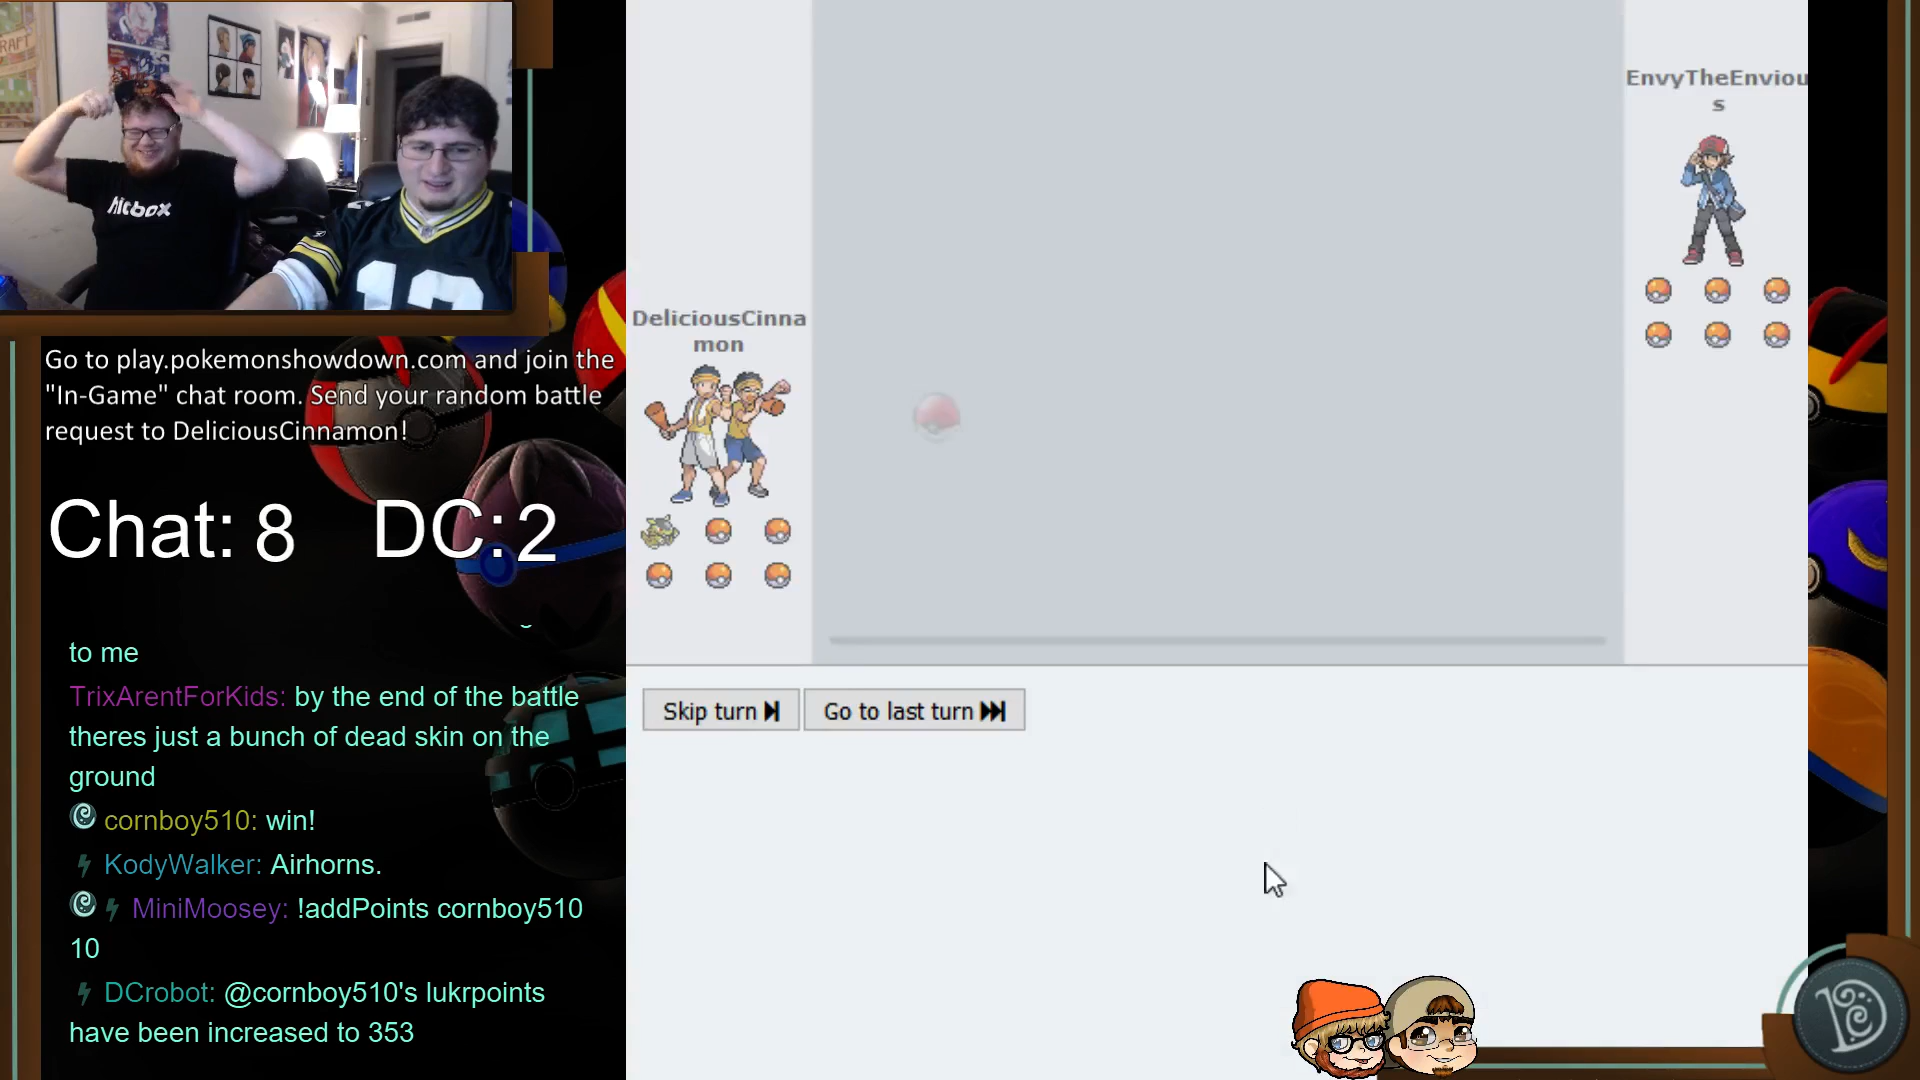 RAFT
hitbox
12
Go to play.pokemonshowdown.com and join the
"In-Game" chat room. Send your random battle
request to DeliciousCinnamon!
Chat: 8 DC: 2
to me
TrixArentForKids: by the end of the battle
theres just a bunch of dead skin on the
ground
cornboy510: win!
KodyWalker: Airhorns.
MiniMoosey: !addPoints cornboy510
10
DCrobot: @cornboy510's lukrpoints
have been increased to 353
DeliciousCinna
mon
EnvyTheEnviou
s
Skip turn
Go to last turn